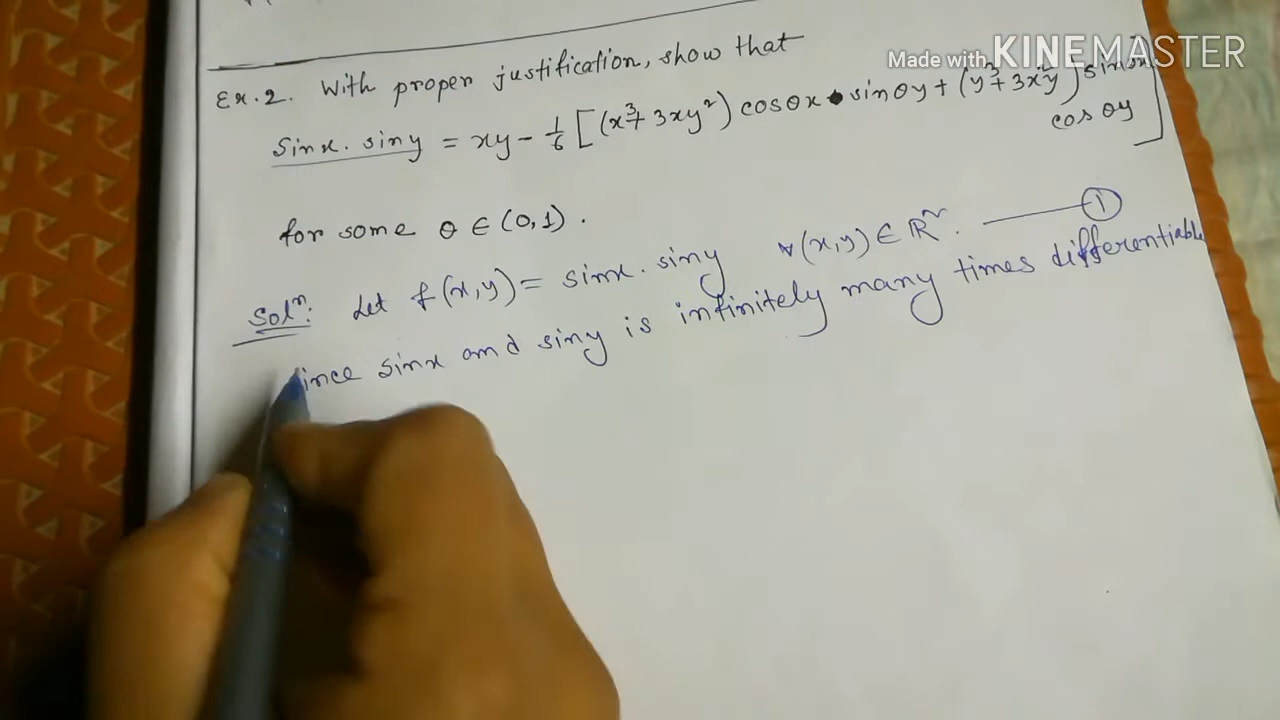 Made with KINEMASTER
Ex.2. With proper justification, show that
Sinx. siny = xy - 1/6 [(x³+3xy²) cosθx • sinθy + (y³+3x²y) sinθx
cos θy]
for some θ ∈ (0,1).
Solⁿ: Let f(x,y) = sinx. siny ∀(x,y) ∈ ℝ². —— ①
Since sinx and siny is infinitely many times differentiable